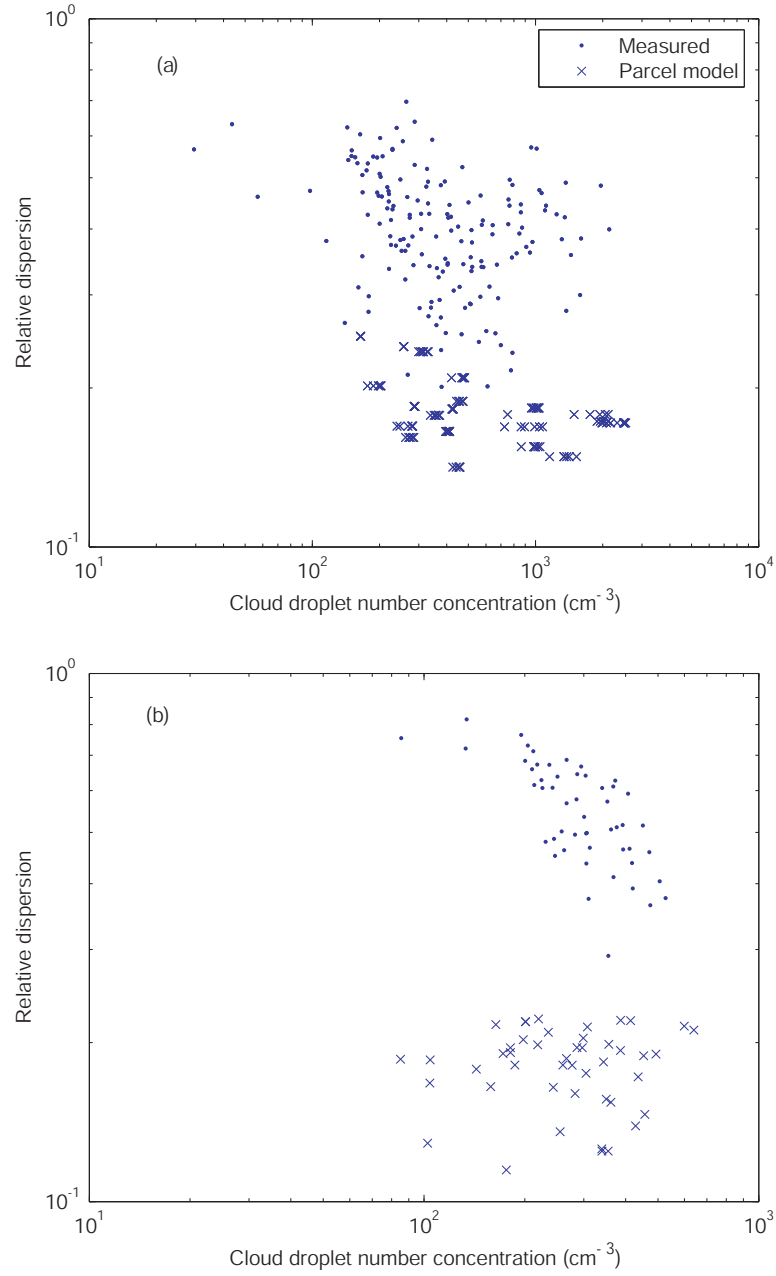 10^0
(a)
Measured
Parcel model
Relative dispersion
10^-1
10^1 10^2 10^3 10^4
Cloud droplet number concentration (cm^-3)
10^0
(b)
Relative dispersion
10^-1
10^1 10^2 10^3
Cloud droplet number concentration (cm^-3)